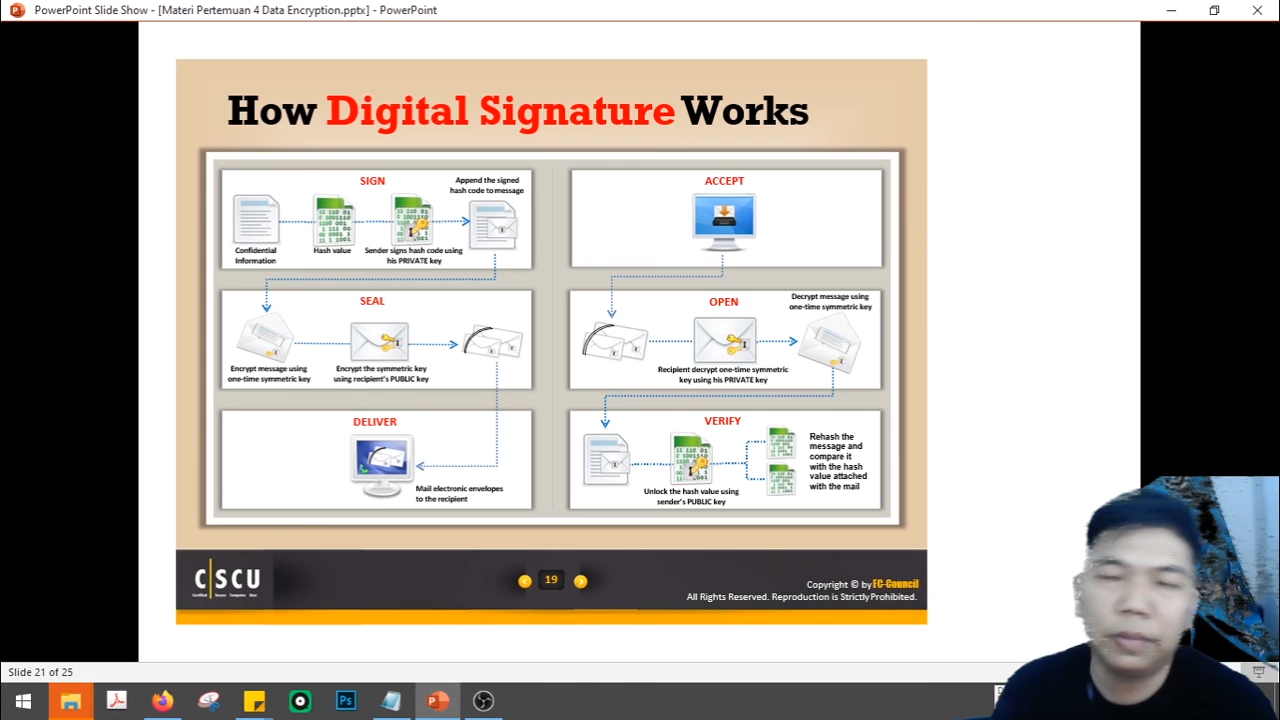 PowerPoint Slide Show - [Materi Pertemuan 4 Data Encryption.pptx] - PowerPoint
How Digital Signature Works
SIGN
Append the signed
hash code to message
Confidential
Information
Hash value
Sender signs hash code using
his PRIVATE key
SEAL
Encrypt message using
one-time symmetric key
Encrypt the symmetric key
using recipient's PUBLIC key
DELIVER
Mail electronic envelopes
to the recipient
ACCEPT
OPEN
Decrypt message using
one-time symmetric key
Recipient decrypt one-time symmetric
key using his PRIVATE key
VERIFY
Unlock the hash value using
sender's PUBLIC key
Rehash the
message and
compare it
with the hash
value attached
with the mail
CSCU
Certified Secure Computer User
19
Copyright © by EC-Council
All Rights Reserved. Reproduction is Strictly Prohibited.
Slide 21 of 25
Ps